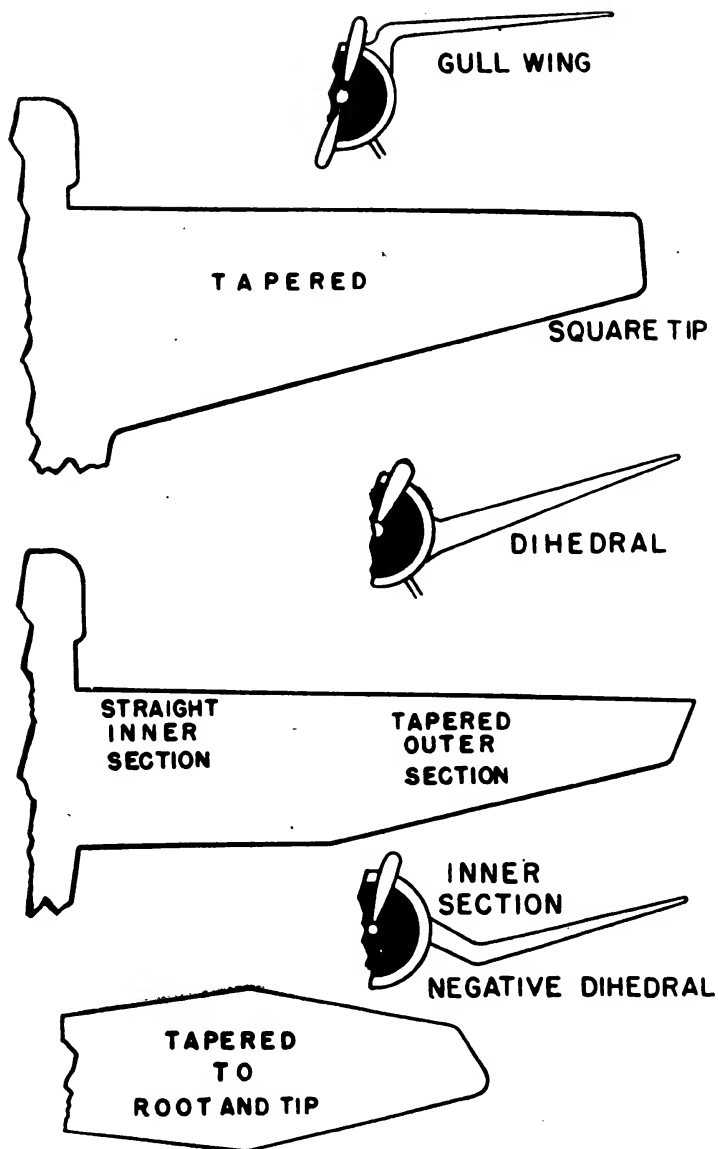 GULL WING
TAPERED
SQUARE TIP
DIHEDRAL
STRAIGHT
INNER
SECTION
TAPERED
OUTER
SECTION
INNER
SECTION
NEGATIVE DIHEDRAL
TAPERED
TO
ROOT AND TIP